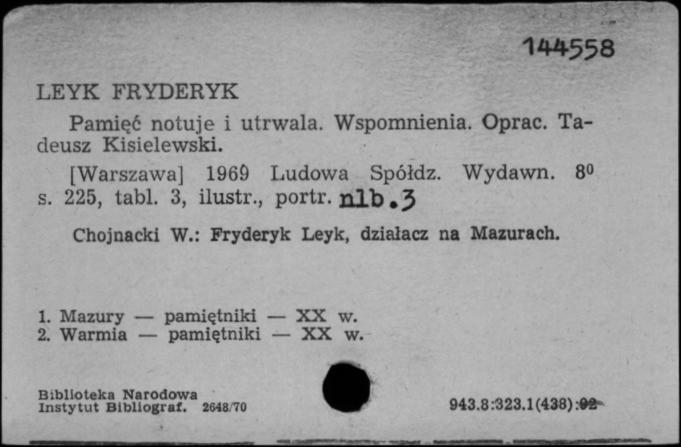 144558
LEYK FRYDERYK
Pamięć notuje i utrwala. Wspomnienia. Oprac. Ta-
deusz Kisielewski.
[Warszawa] 1969 Ludowa Spółdz. Wydawn. 8⁰
s. 225, tabl. 3, ilustr., portr. nlb.3
Chojnacki W.: Fryderyk Leyk, działacz na Mazurach.
1. Mazury — pamiętniki — XX w.
2. Warmia — pamiętniki — XX w.
Biblioteka Narodowa
Instytut Bibliograf. 2648/70
943.8:323.1(438):92